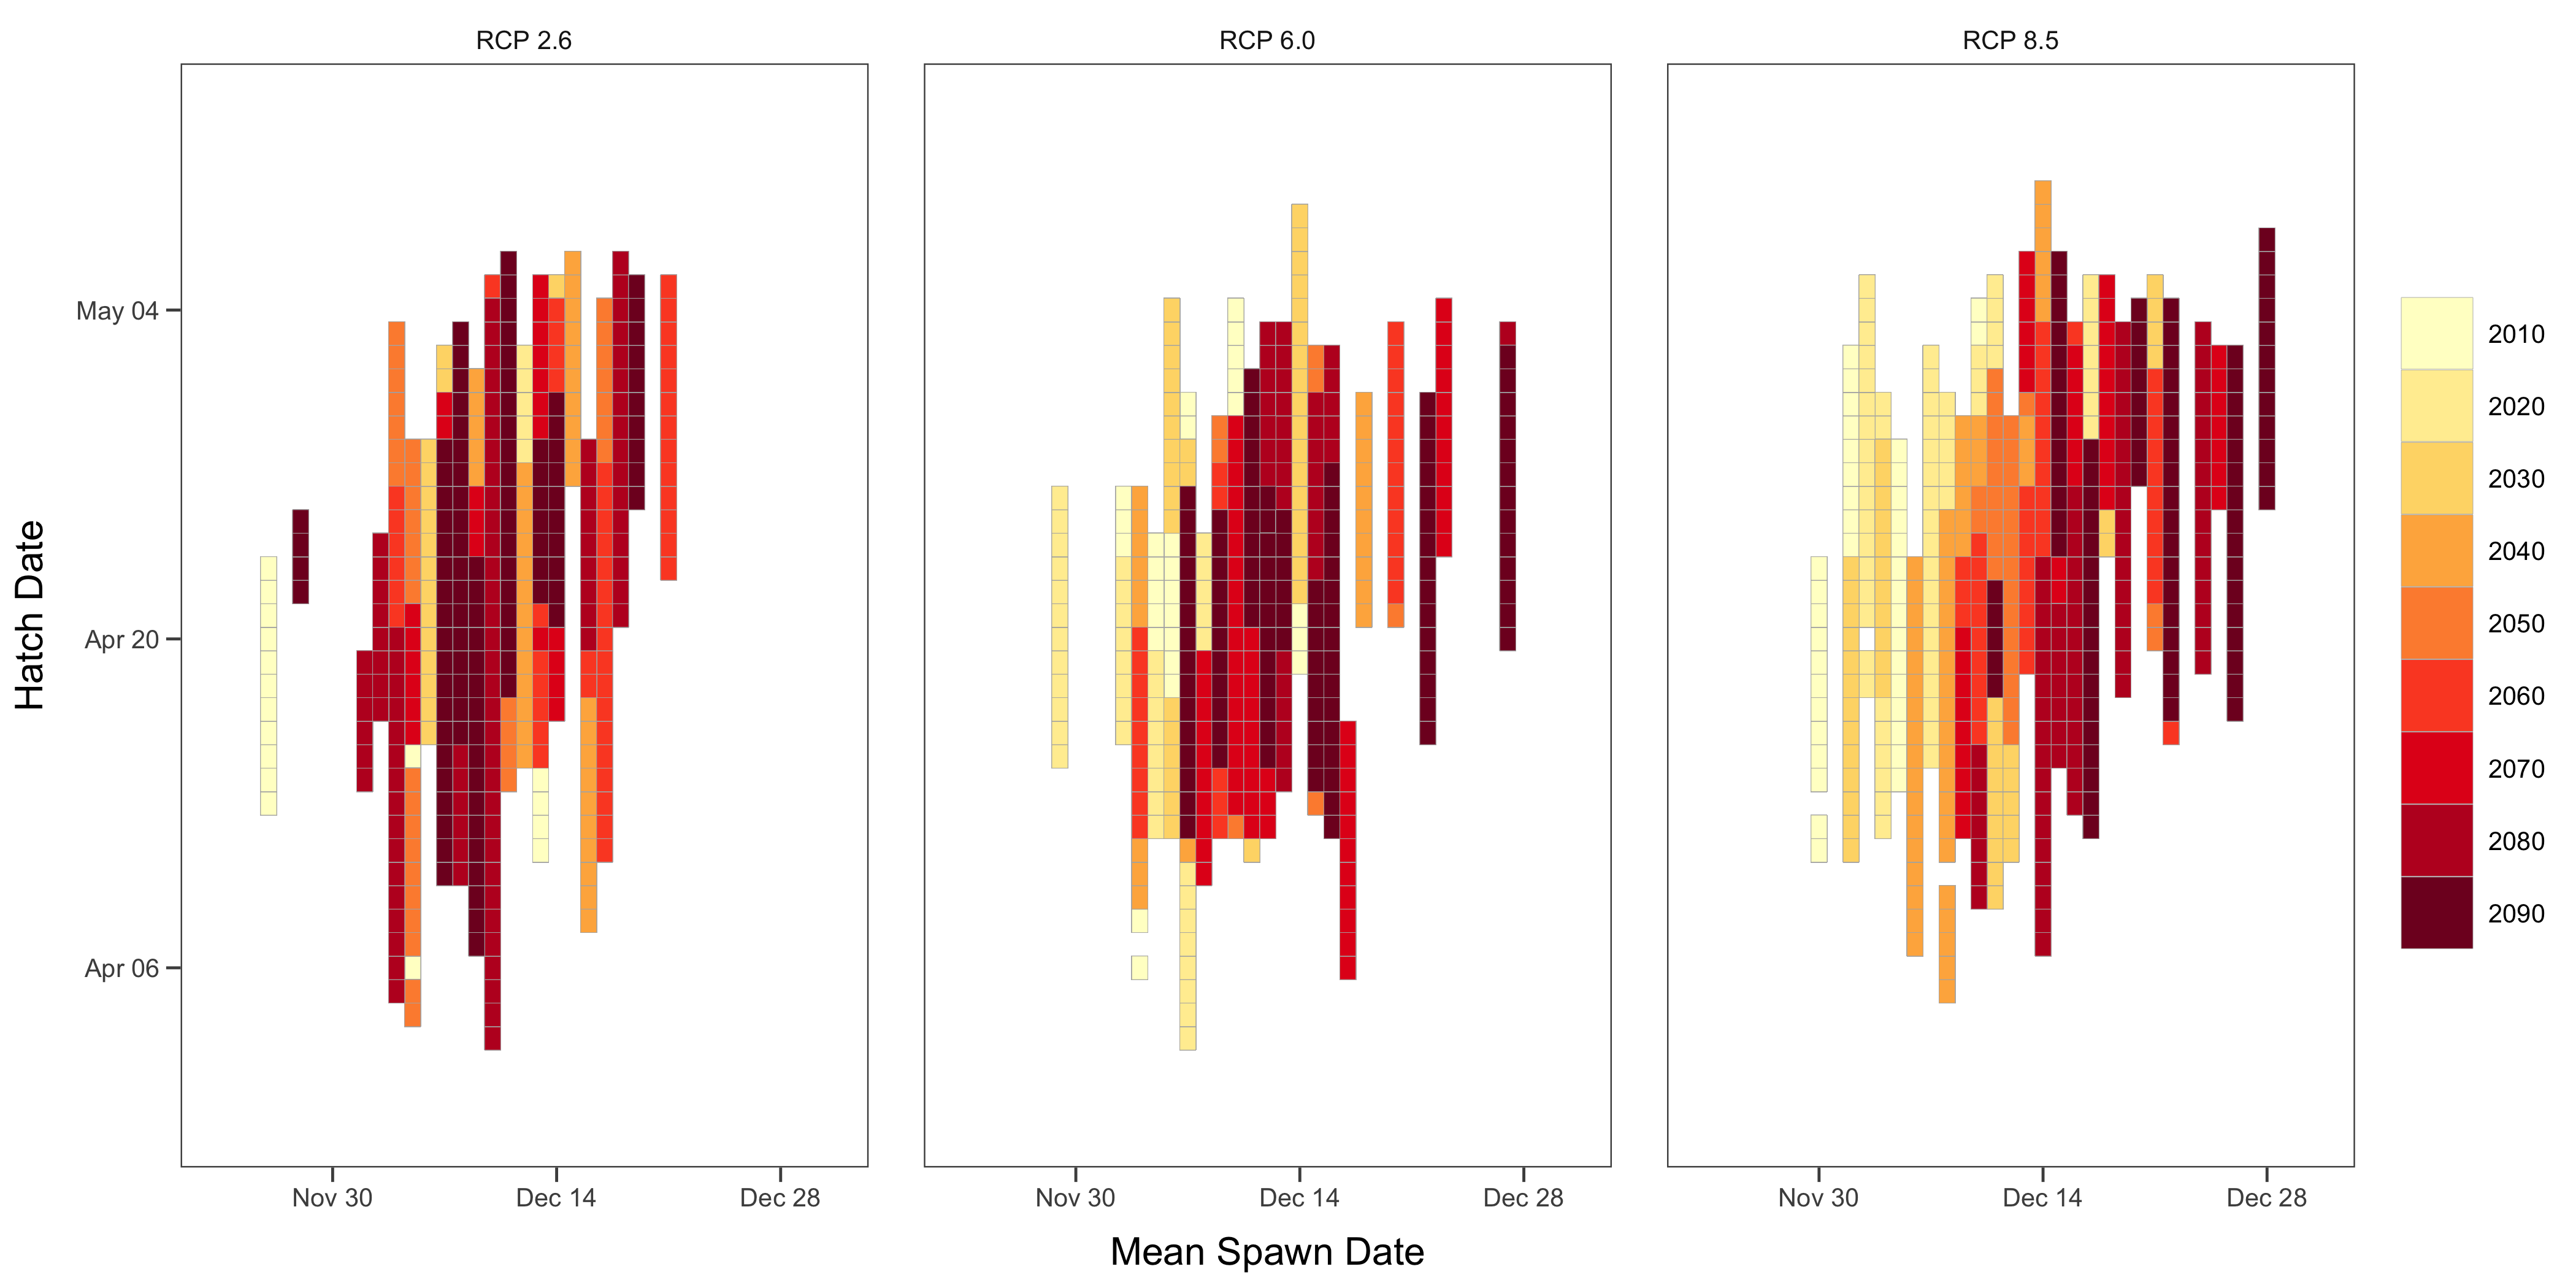 RCP 2.6
RCP 6.0
RCP 8.5
Hatch Date
May 04
Apr 20
Apr 06
Nov 30
Dec 14
Dec 28
Nov 30
Dec 14
Dec 28
Nov 30
Dec 14
Dec 28
Mean Spawn Date
2010
2020
2030
2040
2050
2060
2070
2080
2090